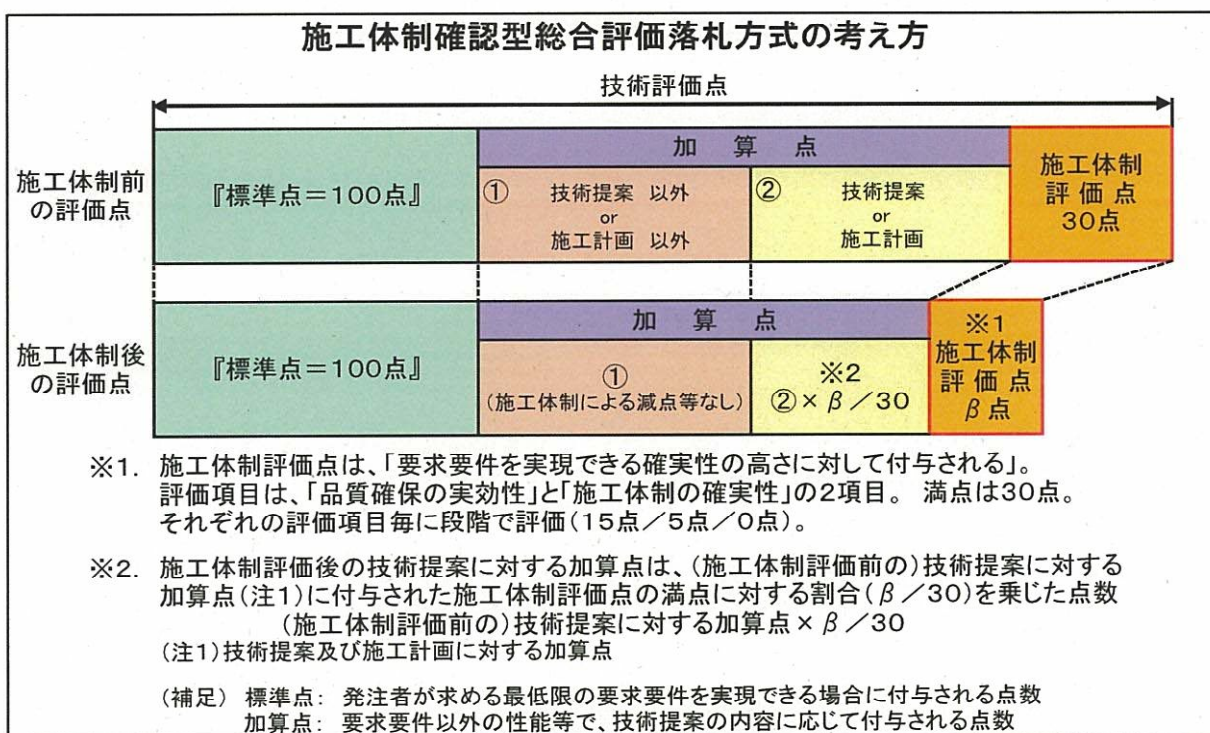 施工体制確認型総合評価落札方式の考え方
技術評価点
施工体制前
の評価点
『標準点=100点』
加 算 点
① 技術提案 以外
or
施工計画 以外
② 技術提案
or
施工計画
施工体制
評 価 点
30点
施工体制後
の評価点
『標準点=100点』
加 算 点
①
(施工体制による減点等なし)
※2
②×β/30
※1
施工体制
評 価 点
β点
※1. 施工体制評価点は、「要求要件を実現できる確実性の高さに対して付与される」。
評価項目は、「品質確保の実効性」と「施工体制の確実性」の2項目。 満点は30点。
それぞれの評価項目毎に段階で評価(15点/5点/0点)。
※2. 施工体制評価後の技術提案に対する加算点は、(施工体制評価前の)技術提案に対する
加算点(注1)に付与された施工体制評価点の満点に対する割合(β/30)を乗じた点数
(施工体制評価前の)技術提案に対する加算点×β/30
(注1)技術提案及び施工計画に対する加算点
(補足) 標準点: 発注者が求める最低限の要求要件を実現できる場合に付与される点数
加算点: 要求要件以外の性能等で、技術提案の内容に応じて付与される点数